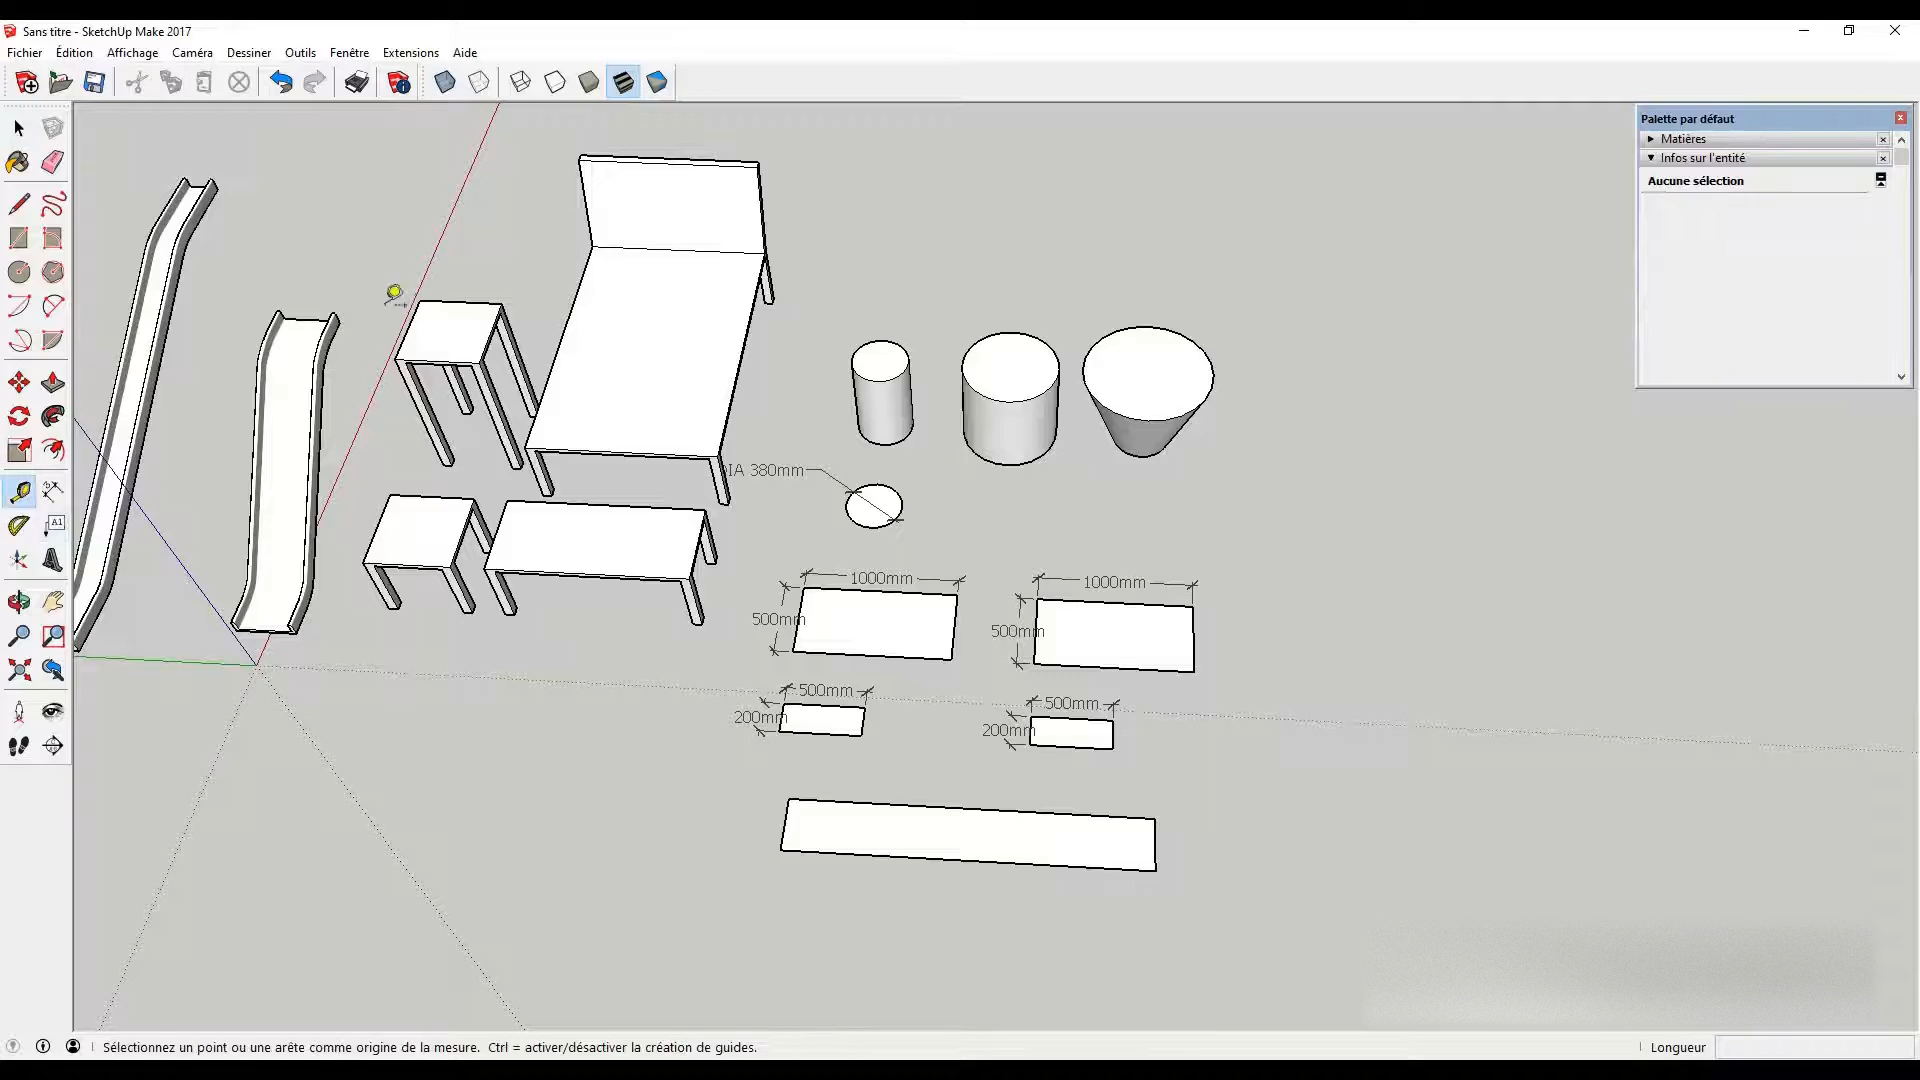 Sans titre - SketchUp Make 2017
Fichier Édition Affichage Caméra Dessiner Outils Fenêtre Extensions Aide
Palette par défaut
Matières
Infos sur l'entité
Aucune sélection
A1
DIA 380mm
1000mm
1000mm
500mm
500mm
500mm
500mm
200mm
200mm
Sélectionnez un point ou une arête comme origine de la mesure. Ctrl = activer/désactiver la création de guides.
Longueur